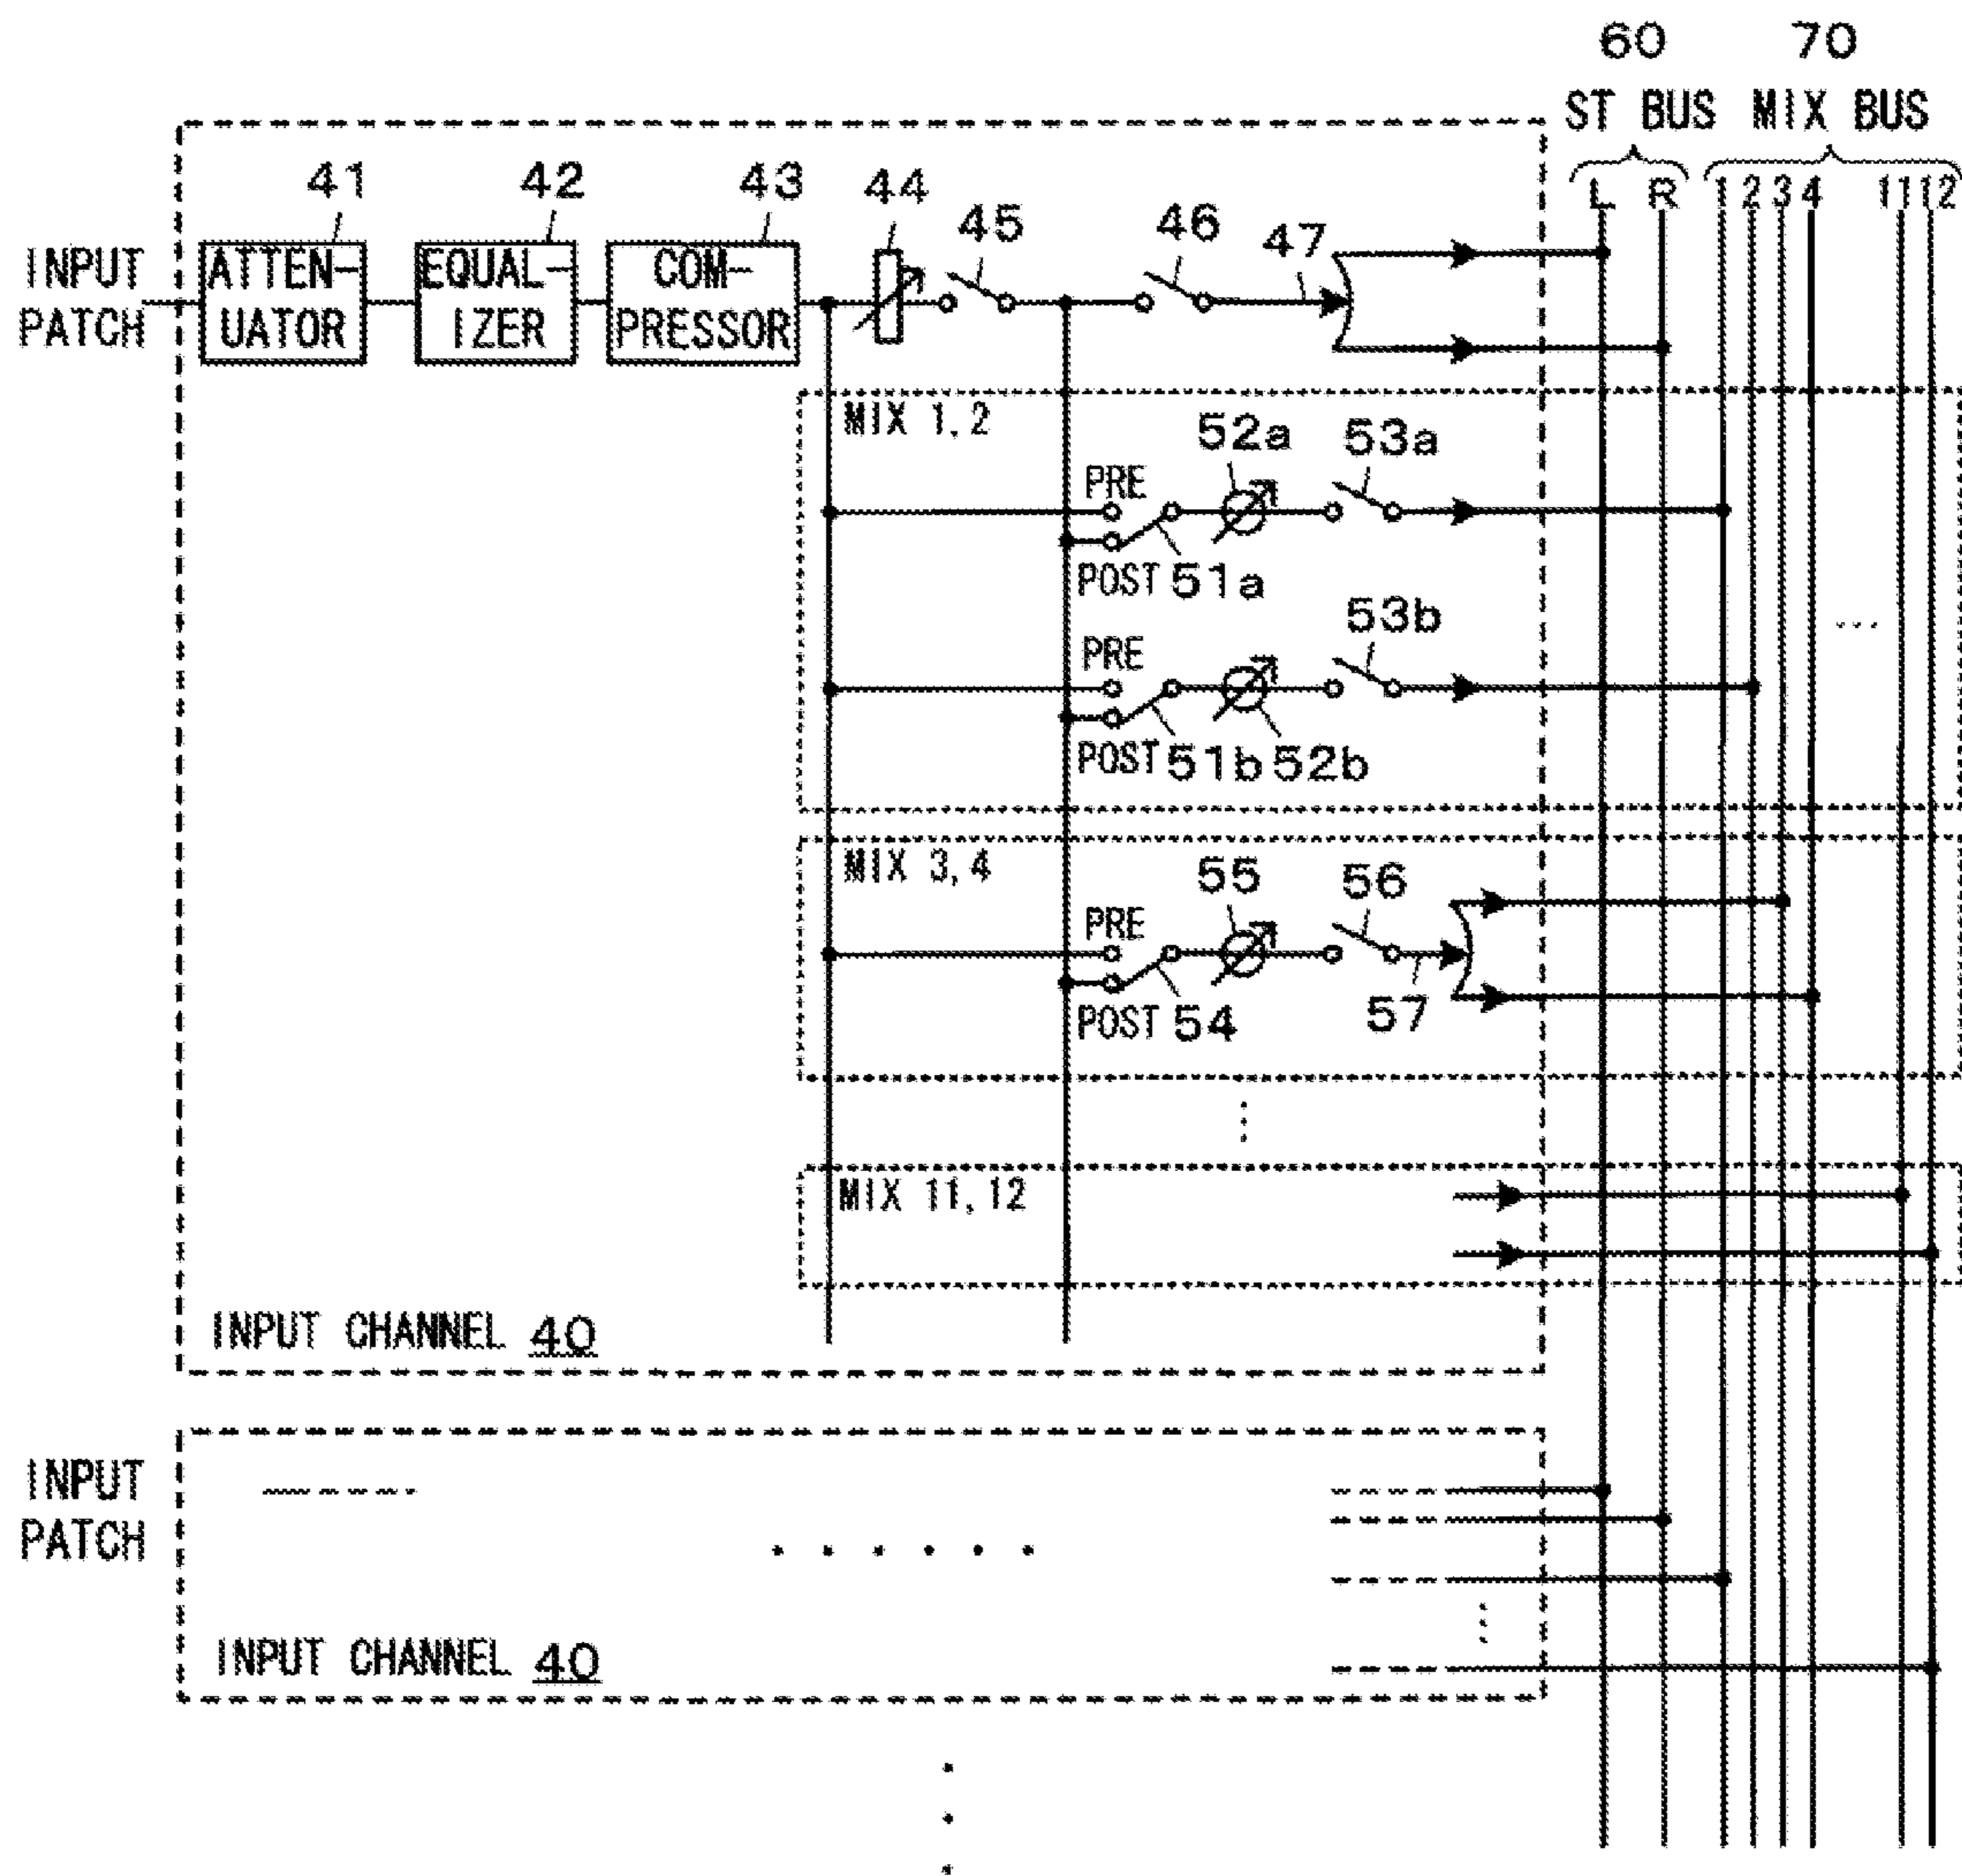 60 70
ST BUS MIX BUS
L R 1 2 3 4 11 12
41 42 43 44 45 46 47
INPUT
PATCH
ATTEN-
UATOR
EQUAL-
IZER
COM-
PRESSOR
MIX 1, 2
52a 53a
PRE
POST 51a
...
53b
PRE
POST 51b 52b
MIX 3, 4
55 56
PRE
POST 54 57
MIX 11, 12
INPUT CHANNEL 40
INPUT
PATCH
INPUT CHANNEL 40